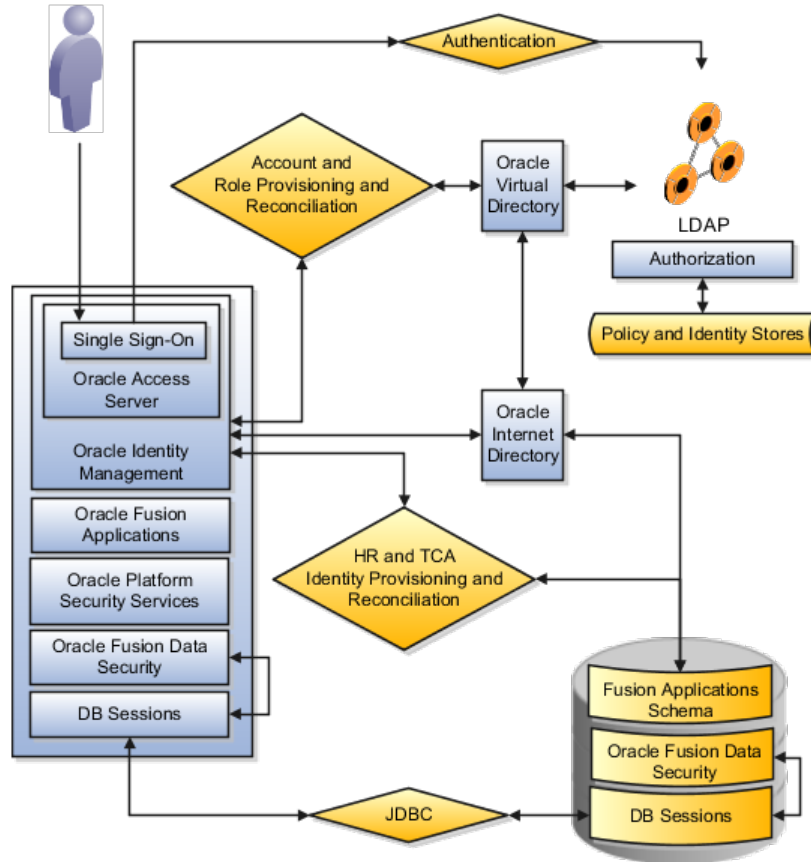 Authentication
Account and
Role Provisioning and
Reconciliation
Oracle
Virtual
Directory
LDAP
Authorization
Policy and Identity Stores
Single Sign-On
Oracle Access
Server
Oracle Identity
Management
Oracle
Internet
Directory
Oracle Fusion
Applications
HR and TCA
Identity Provisioning and
Reconciliation
Oracle Platform
Security Services
Oracle Fusion Data
Security
DB Sessions
Fusion Applications
Schema
Oracle Fusion Data
Security
DB Sessions
JDBC